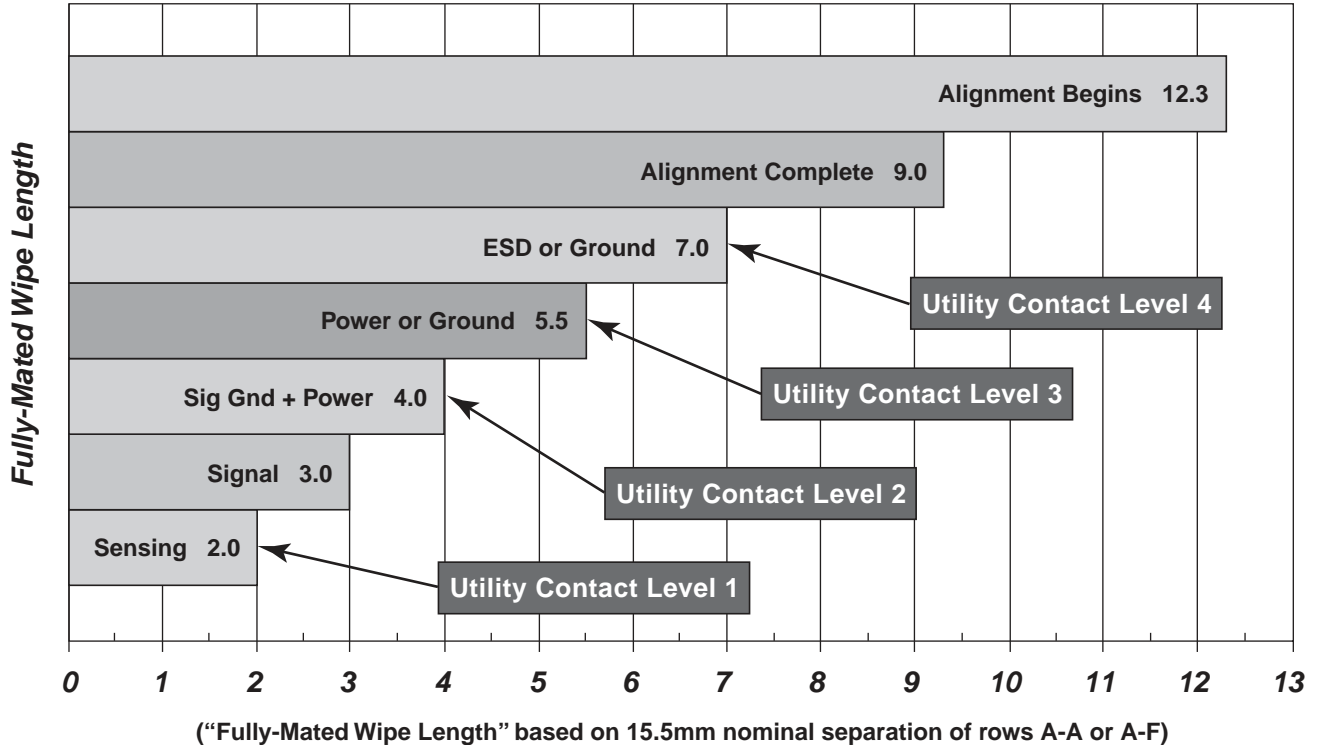 Fully-Mated Wipe Length
Alignment Begins 12.3
Alignment Complete 9.0
ESD or Ground 7.0
Utility Contact Level 4
Power or Ground 5.5
Utility Contact Level 3
Sig Gnd + Power 4.0
Utility Contact Level 2
Signal 3.0
Sensing 2.0
Utility Contact Level 1
0 1 2 3 4 5 6 7 8 9 10 11 12 13
(“Fully-Mated Wipe Length” based on 15.5mm nominal separation of rows A-A or A-F)